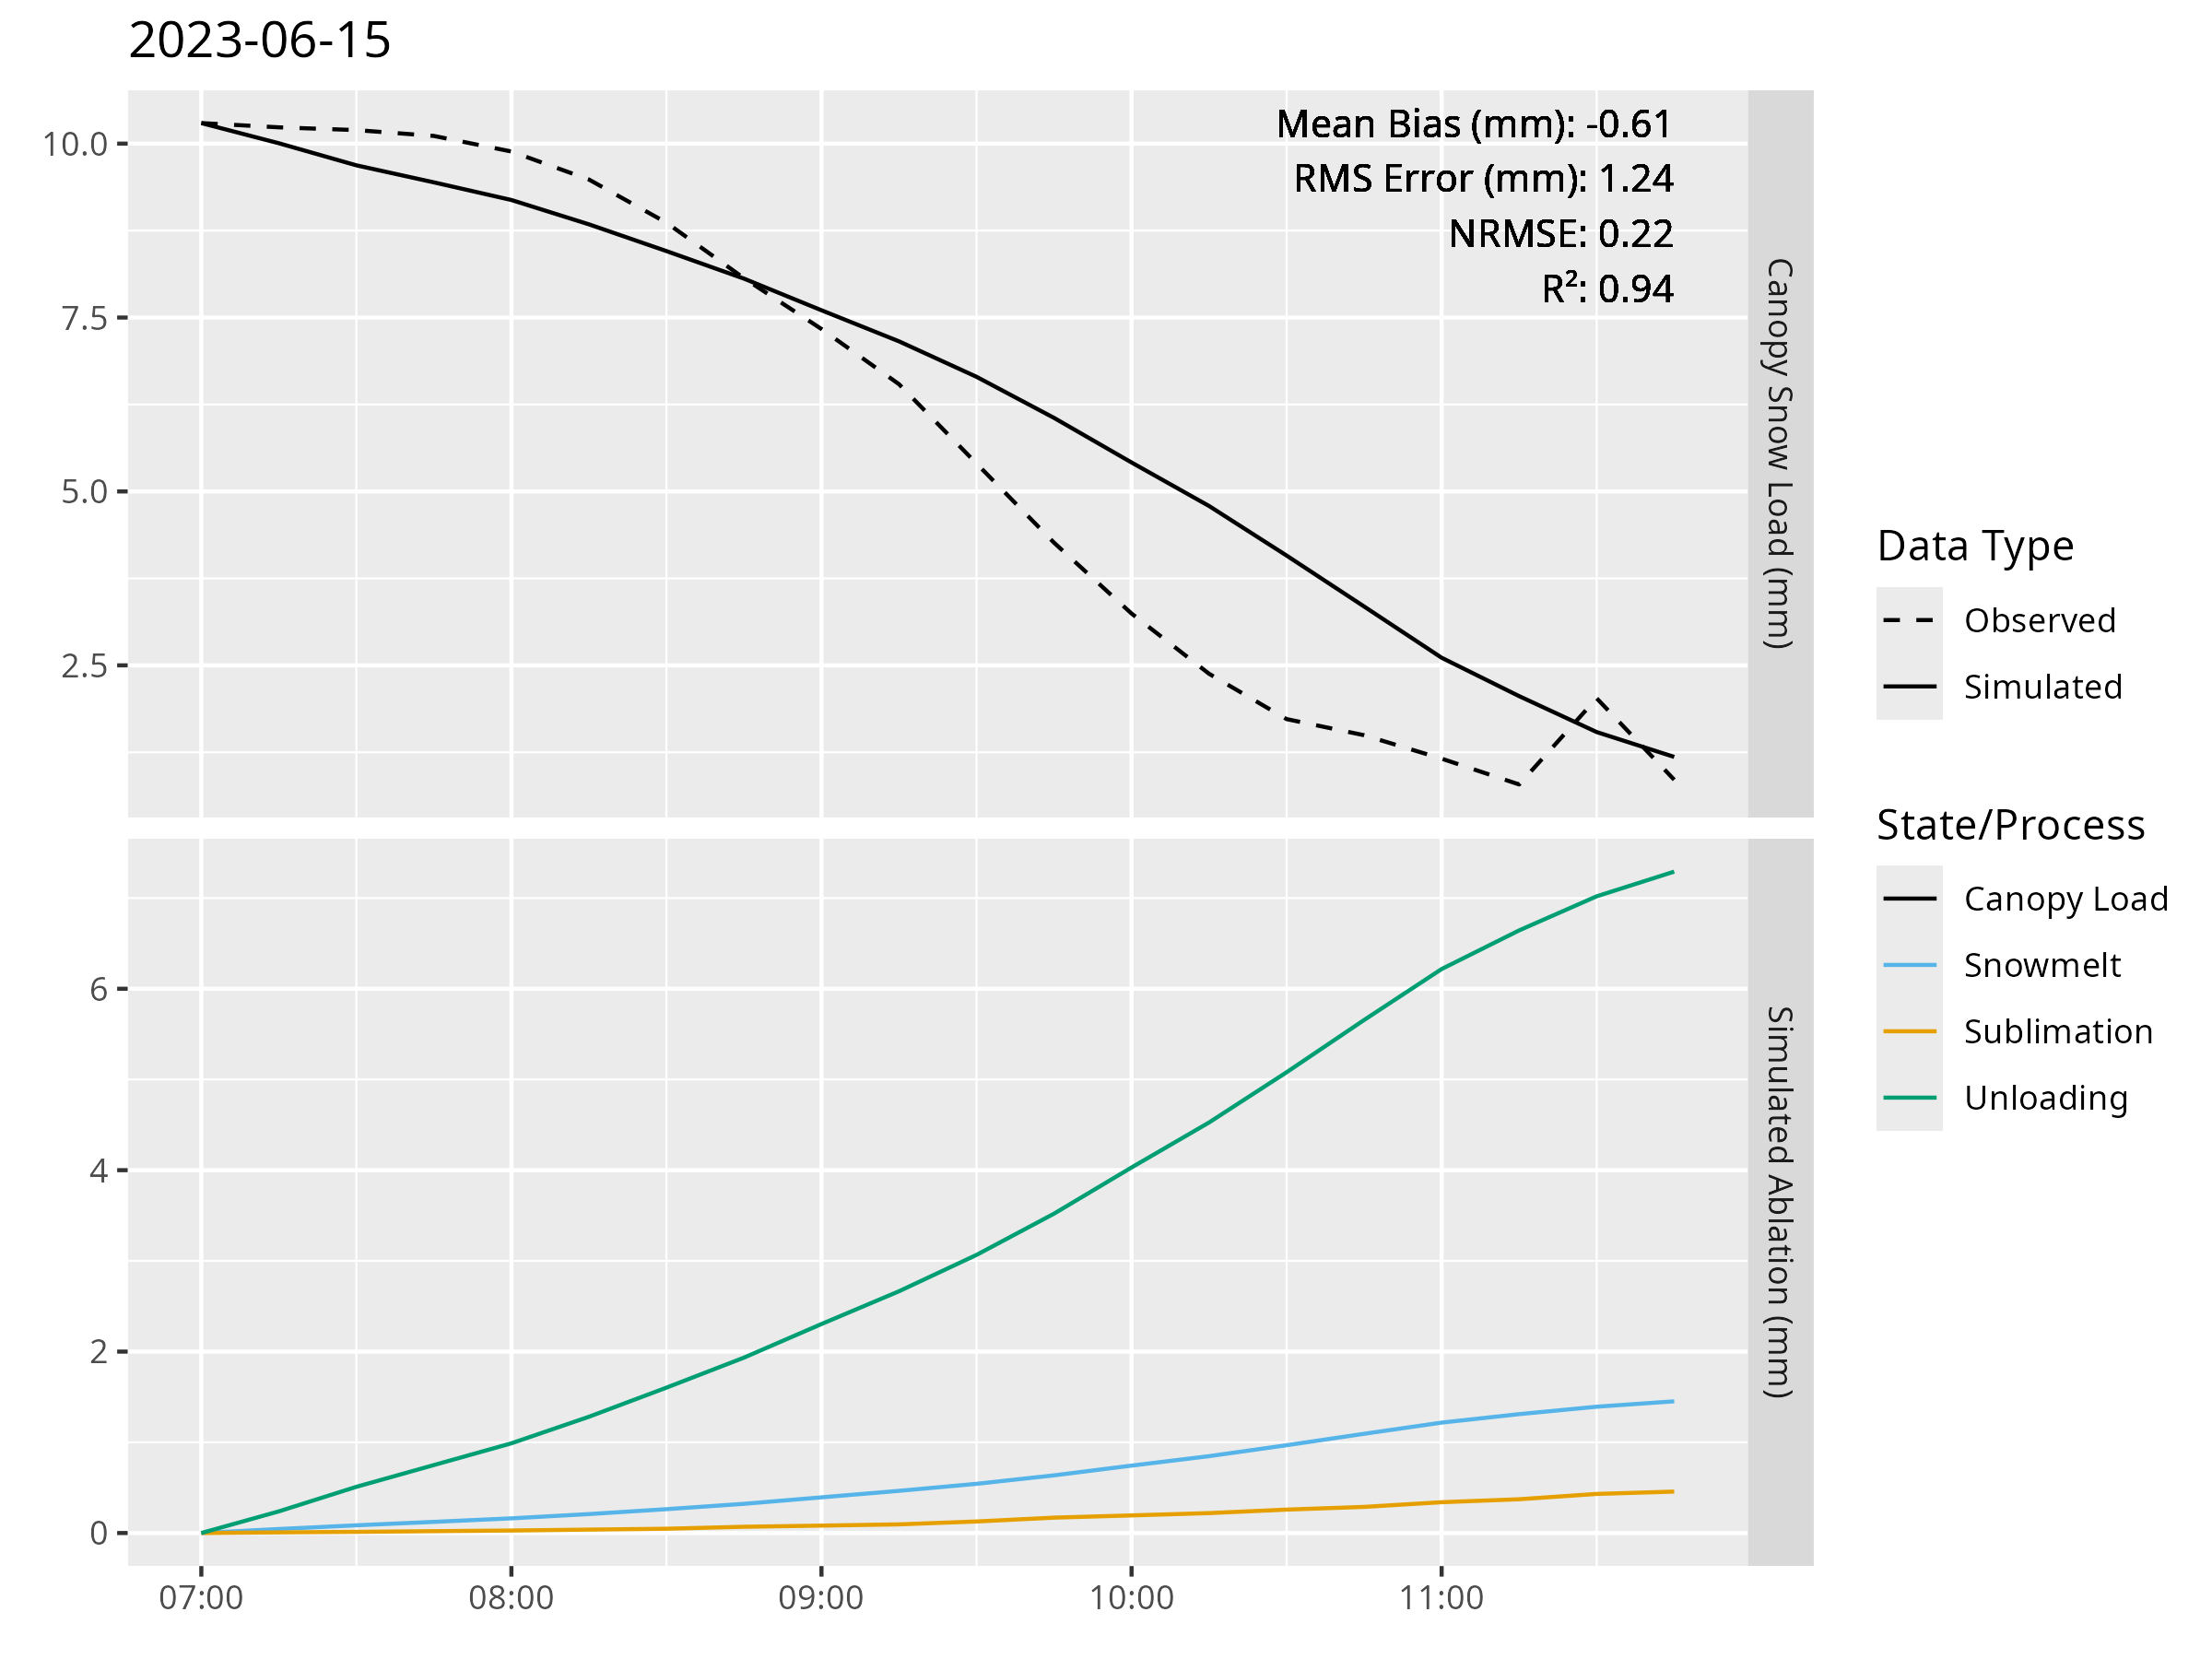 2023-06-15
10.0
7.5
5.0
2.5
Mean Bias (mm): -0.61
RMS Error (mm): 1.24
NRMSE: 0.22
R²: 0.94
Canopy Snow Load (mm)
6
4
2
0
Simulated Ablation (mm)
07:00
08:00
09:00
10:00
11:00
Data Type
Observed
Simulated
State/Process
Canopy Load
Snowmelt
Sublimation
Unloading